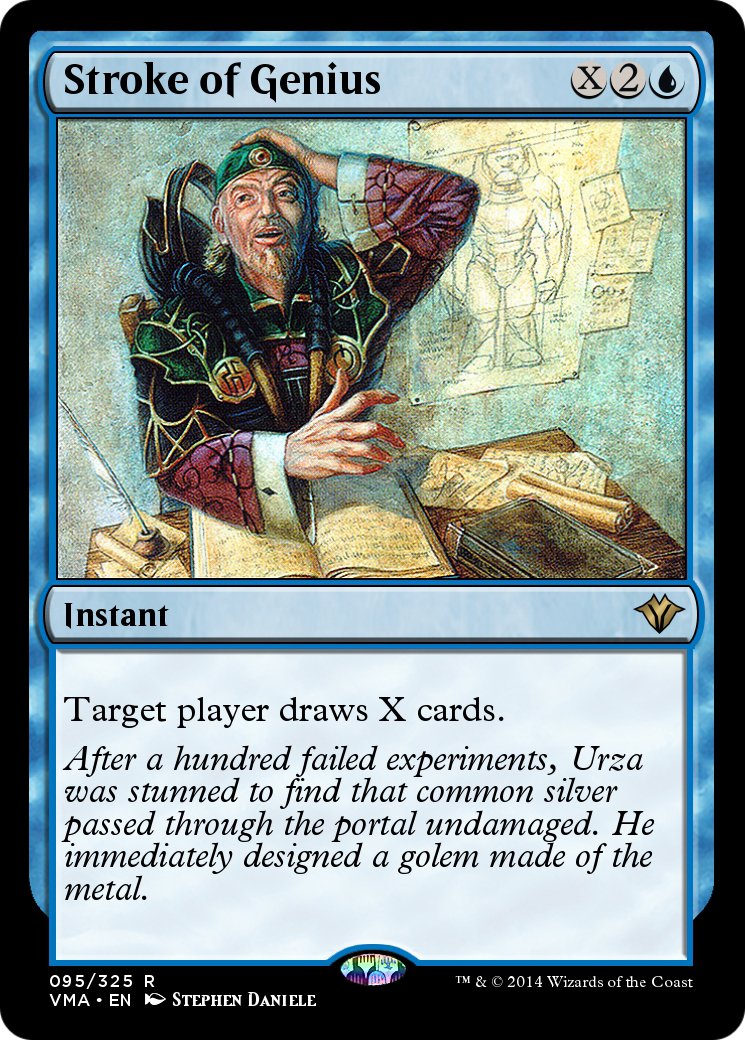 Stroke of Genius X 2
Instant
Target player draws X cards.
After a hundred failed experiments, Urza
was stunned to find that common silver
passed through the portal undamaged. He
immediately designed a golem made of the
metal.
095/325 R
VMA • EN Stephen Daniele
™ & © 2014 Wizards of the Coast